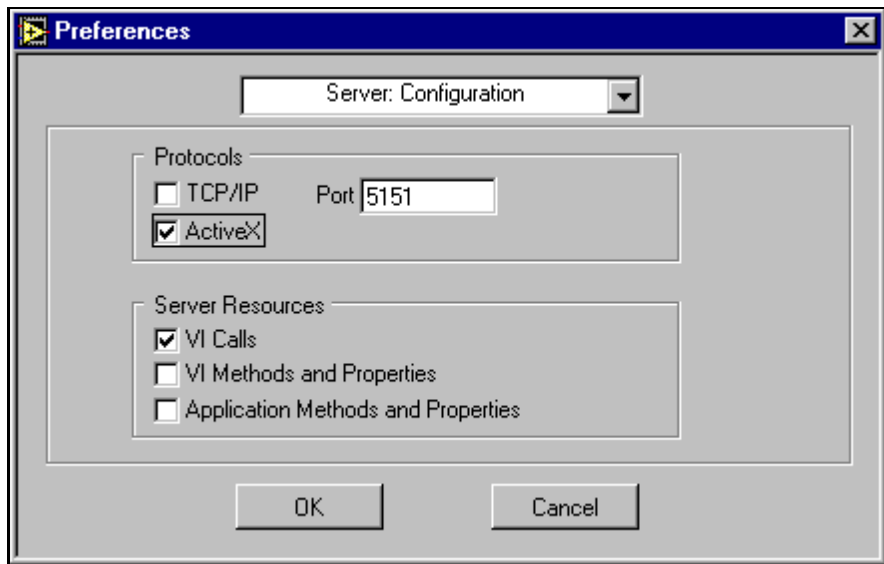 Preferences
Server: Configuration
Protocols
TCP/IP Port 5151
ActiveX
Server Resources
VI Calls
VI Methods and Properties
Application Methods and Properties
OK Cancel